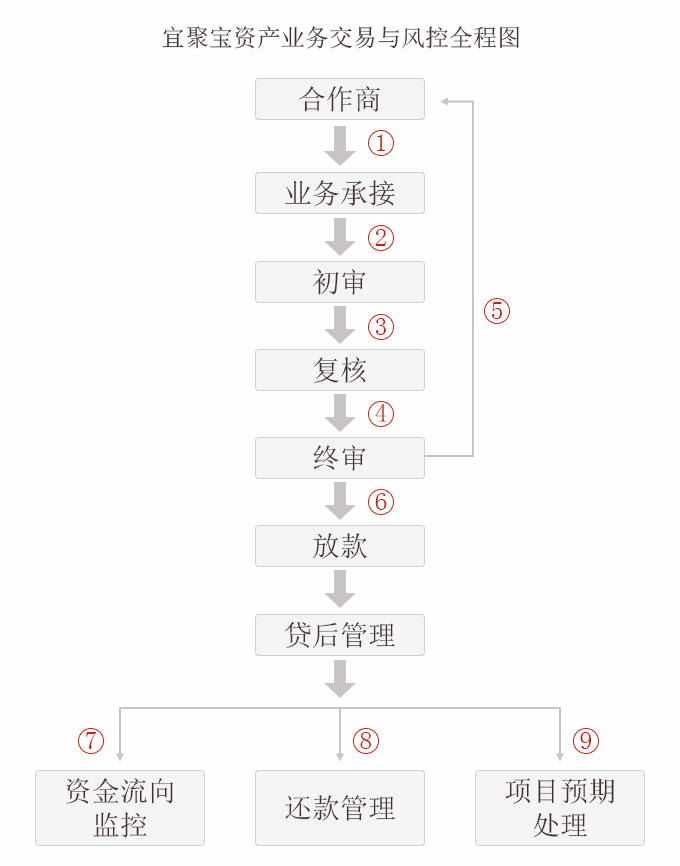 宜聚宝资产业务交易与风控全程图
合作商
①
业务承接
②
初审
③
⑤
复核
④
终审
⑥
放款
贷后管理
⑦
⑧
⑨
资金流向
监控
还款管理
项目预期
处理